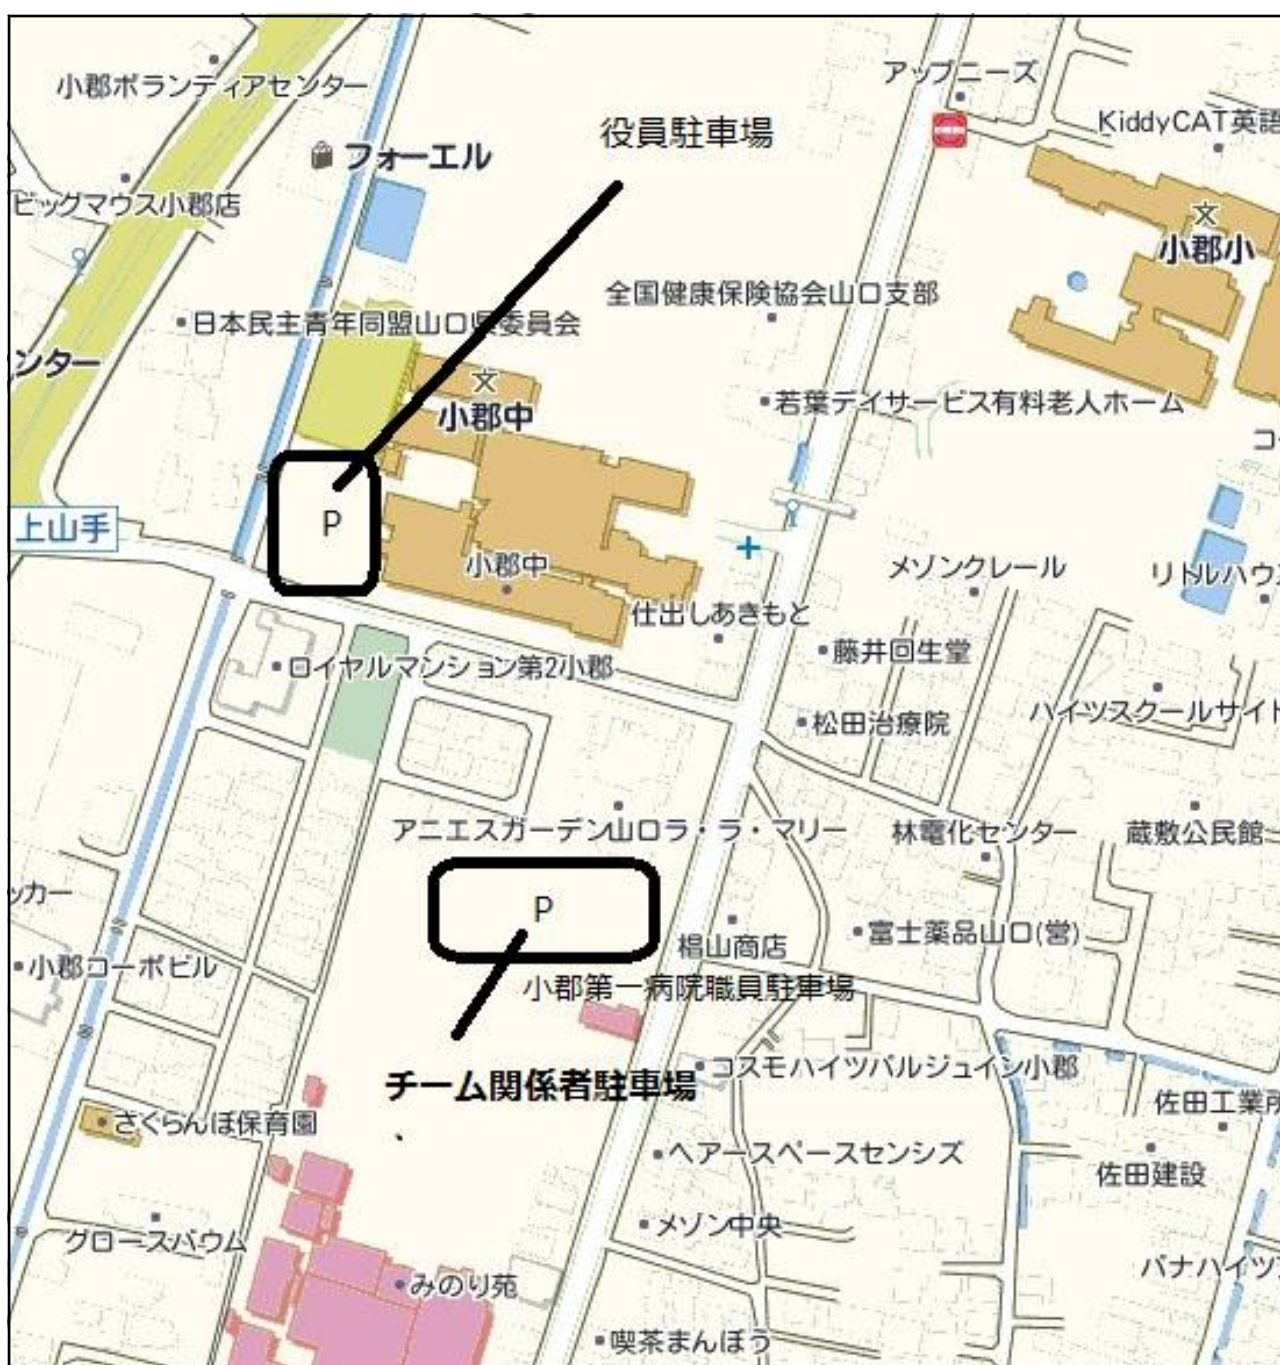 アップニーズ
小郡ボランティアセンター
KiddyCAT英語
役員駐車場
フォーエル
ビッグマウス小郡店
文
小郡小
全国健康保険協会山口支部
日本民主青年同盟山口県委員会
ンター
文
小郡中
若葉デイサービス有料老人ホーム
コー
P
上山手
小郡中
メゾンクレール
リトルハウス
仕出しあきもと
藤井回生堂
ロイヤルマンション第2小郡
ハイツスクールサイド
松田治療院
アニエスガーデン山口ラ・ラ・マリー
林電化センター
蔵敷公民館
ッカー
P
富士薬品山口(営)
椙山商店
小郡コーポビル
小郡第一病院職員駐車場
コスモハイツパルジュイン小郡
チーム関係者駐車場
佐田工業所
さくらんぼ保育園
ヘアースペースセンシズ
佐田建設
メゾン中央
グロースバウム
パナハイツ
みのり苑
喫茶まんぼう